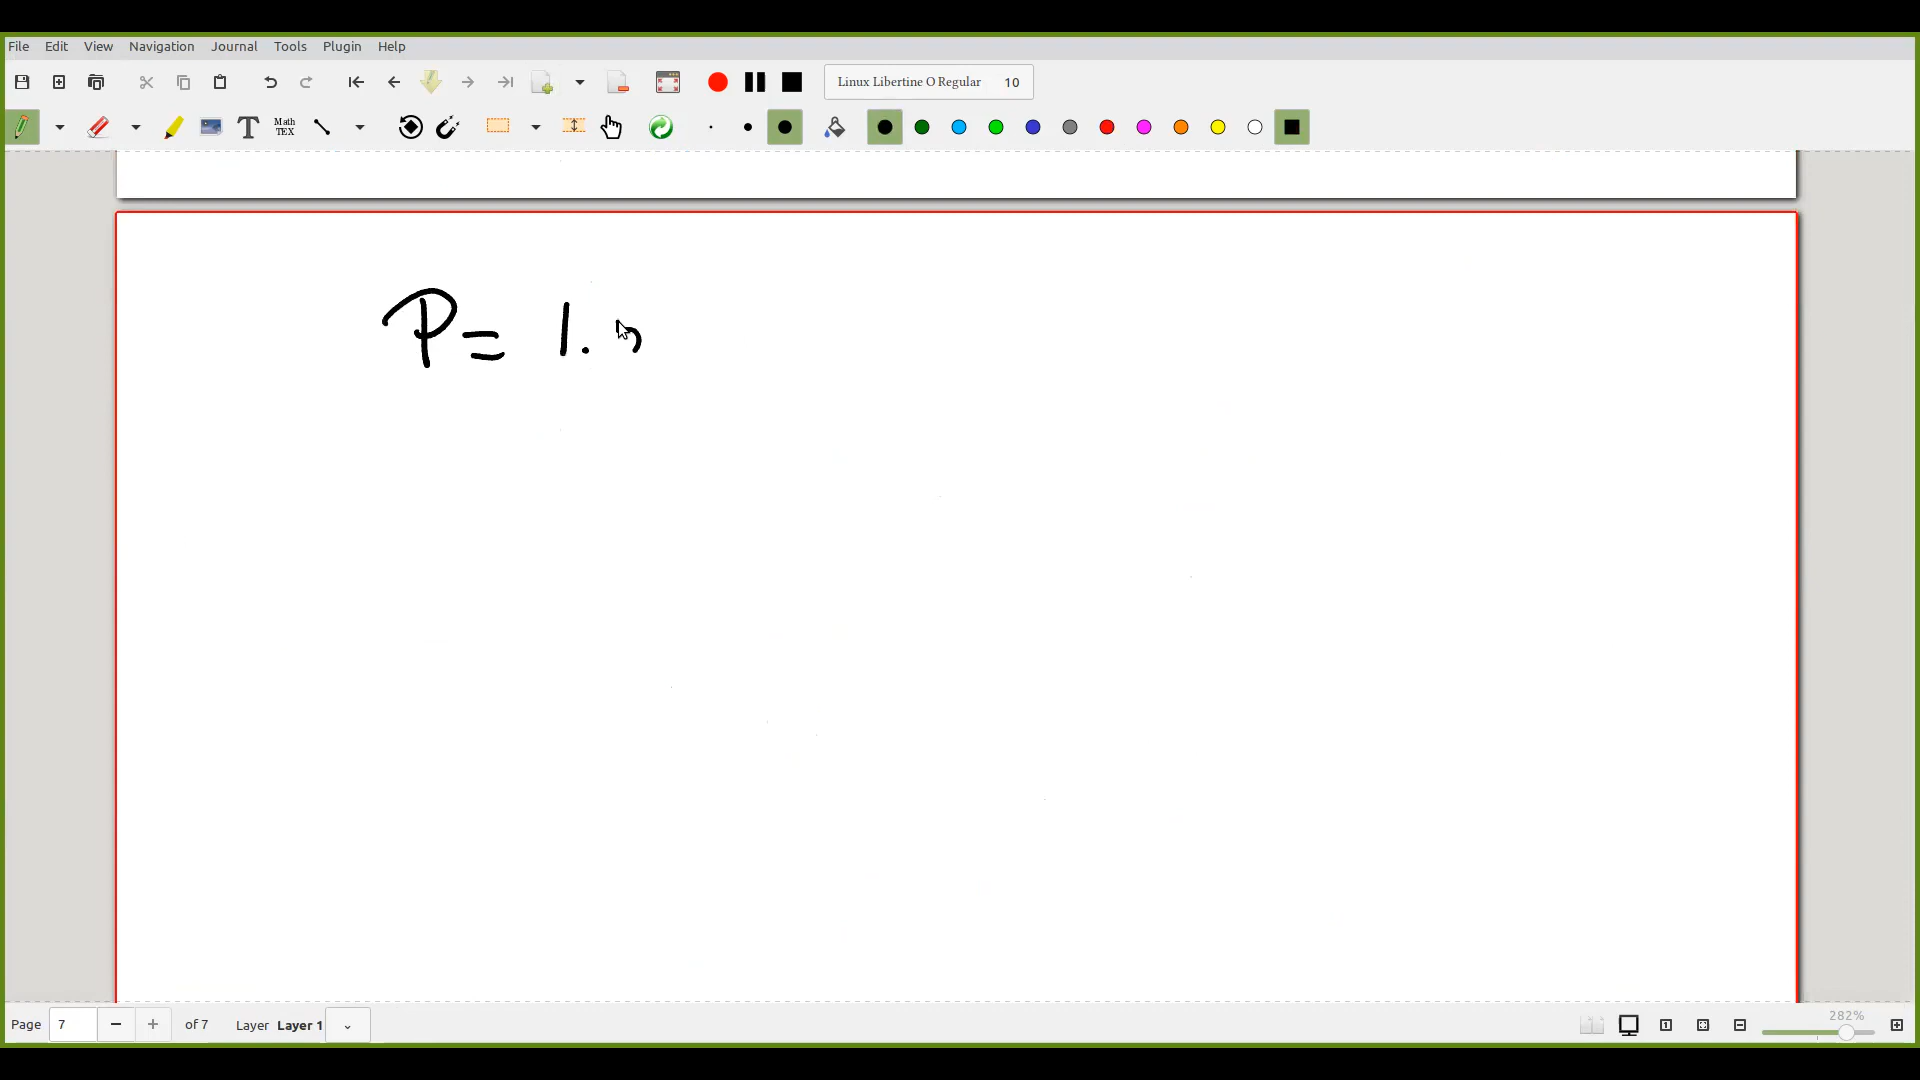 File Edit View Navigation Journal Tools Plugin Help
Linux Libertine O Regular 10
Math
TEX
P= 1.
Page 7 of 7 Layer Layer 1 282%